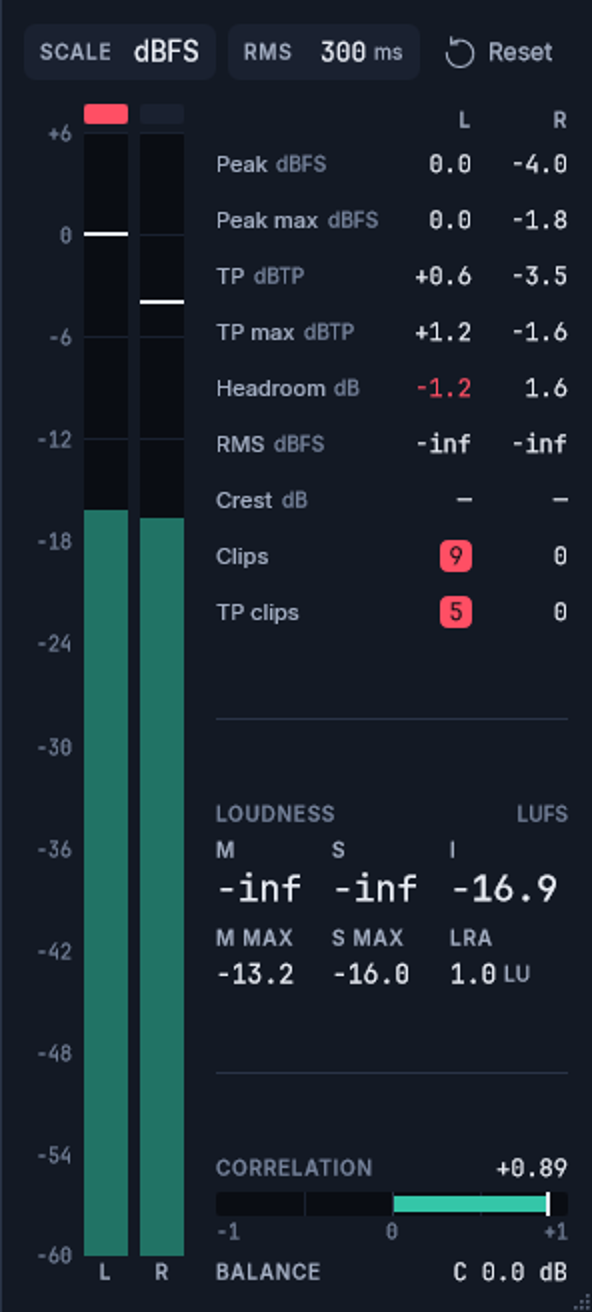 SCALE dBFS RMS 300 ms Reset
L R
+6
Peak dBFS 0.0 -4.0
Peak max dBFS 0.0 -1.8
0
TP dBTP +0.6 -3.5
TP max dBTP +1.2 -1.6
-6
Headroom dB -1.2 1.6
-12
RMS dBFS -inf -inf
Crest dB — —
-18
Clips 9 0
TP clips 5 0
-24
-30
LOUDNESS LUFS
-36
M S I
-inf -inf -16.9
M MAX S MAX LRA
-42
-13.2 -16.0 1.0 LU
-48
-54
CORRELATION +0.89
-1 0 +1
-60
L R
BALANCE C 0.0 dB